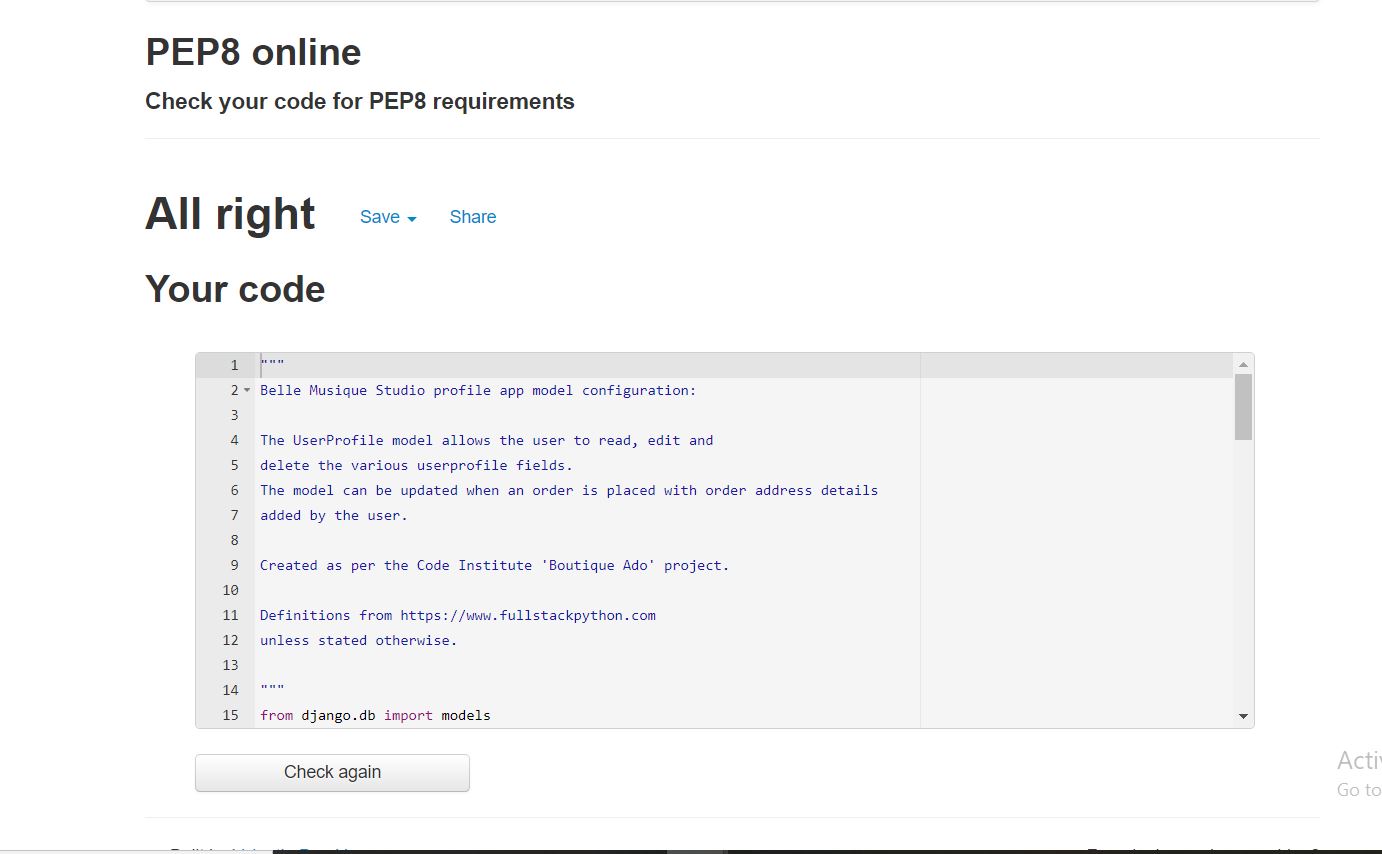 PEP8 online
Check your code for PEP8 requirements
All right Save Share
Your code
1 """
2 Belle Musique Studio profile app model configuration:
3
4 The UserProfile model allows the user to read, edit and
5 delete the various userprofile fields.
6 The model can be updated when an order is placed with order address details
7 added by the user.
8
9 Created as per the Code Institute 'Boutique Ado' project.
10
11 Definitions from https://www.fullstackpython.com
12 unless stated otherwise.
13
14 """
15 from django.db import models
Check again
Go to